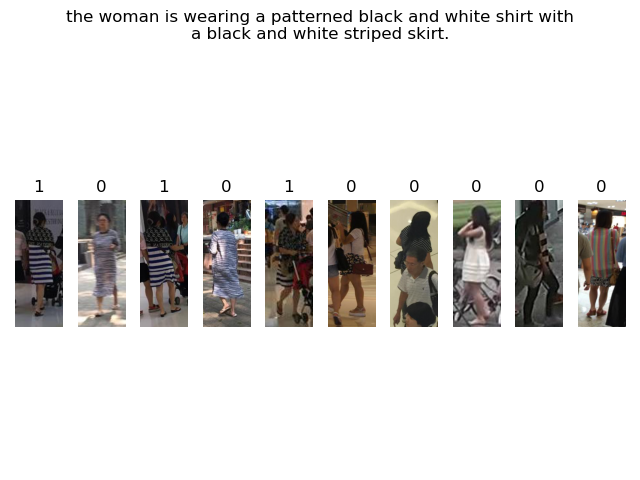 the woman is wearing a patterned black and white shirt with
a black and white striped skirt.
1 0 1 0 1 0 0 0 0 0